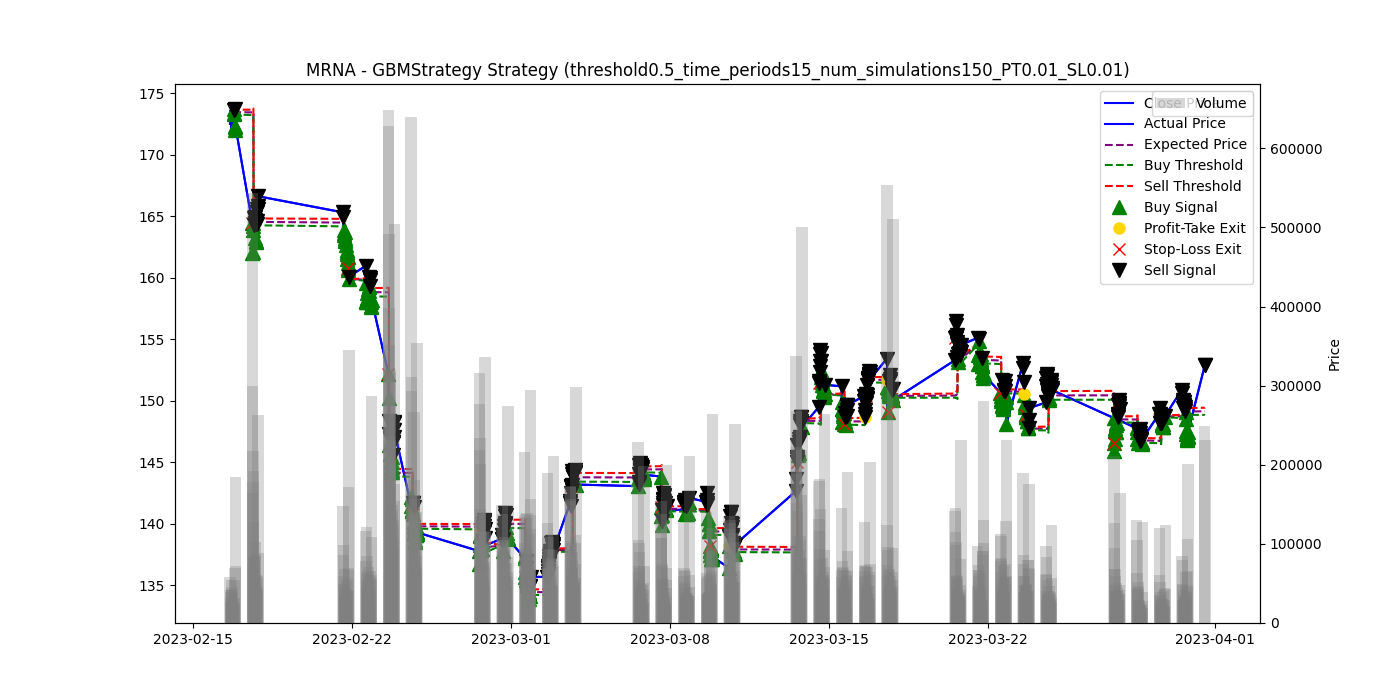 MRNA - GBMStrategy Strategy (threshold0.5_time_periods15_num_simulations150_PT0.01_SL0.01)
175
170
165
160
155
150
145
140
135
600000
500000
400000
300000
200000
100000
0
Price
2023-02-15
2023-02-22
2023-03-01
2023-03-08
2023-03-15
2023-03-22
2023-04-01
Volume
Close Price
Actual Price
Expected Price
Buy Threshold
Sell Threshold
Buy Signal
Profit-Take Exit
Stop-Loss Exit
Sell Signal